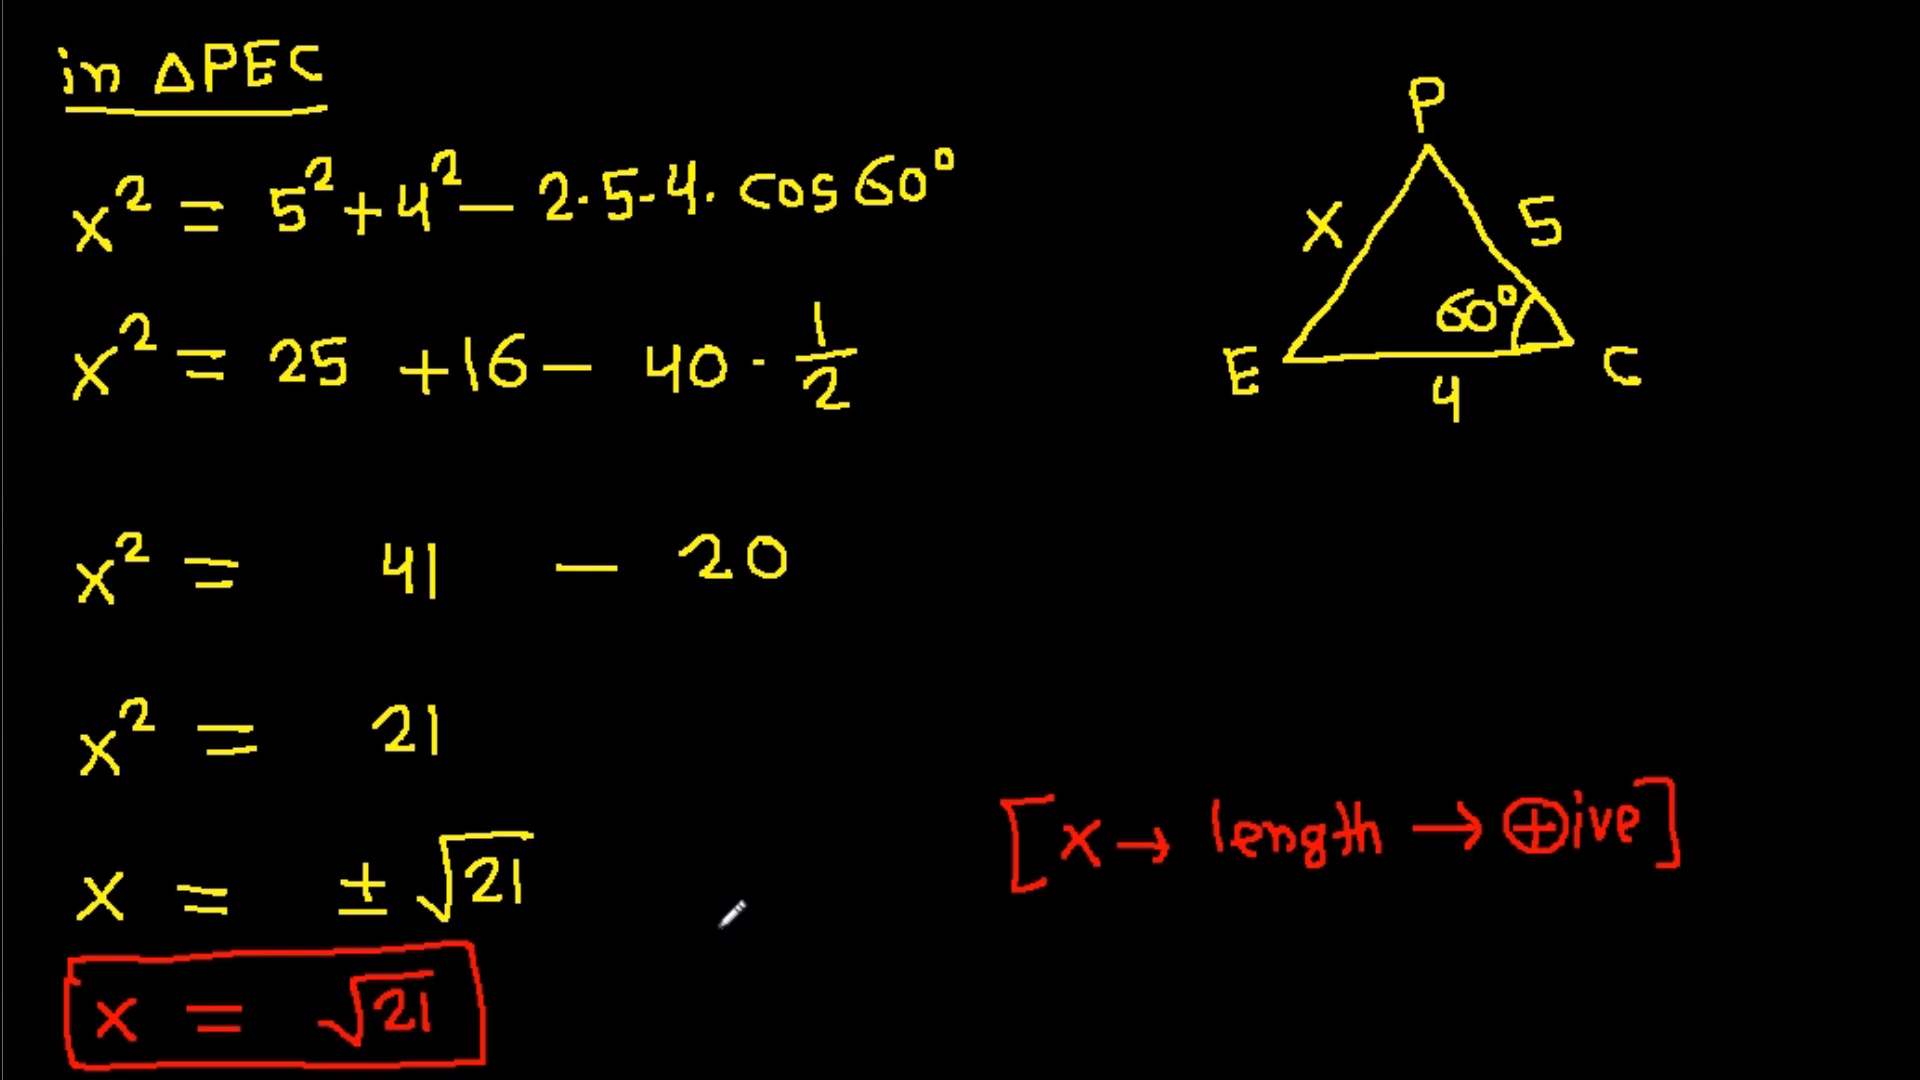 in △PEC
x² = 5² + 4² − 2·5·4· cos 60°
x² = 25 + 16 − 40 · 1/2
x² = 41 − 20
x² = 21
x = ± √21
x = √21
P
x
5
60°
E
C
4
[x → length → ⊕ive]